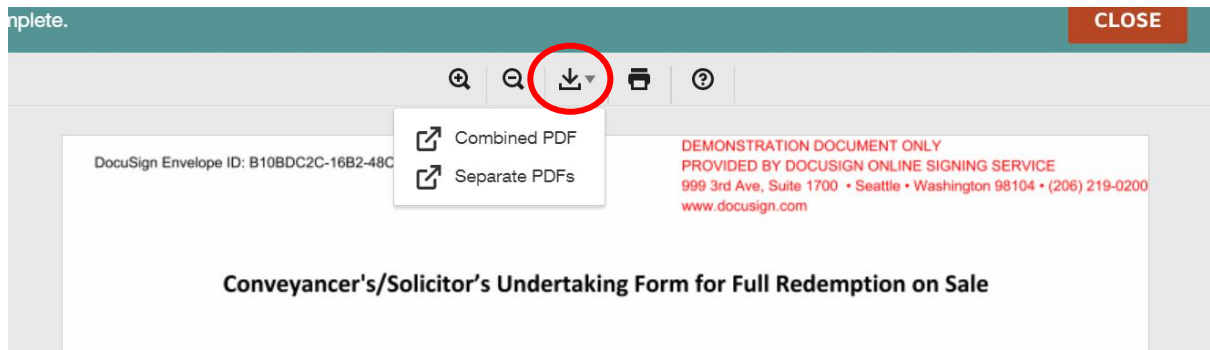 CLOSE
Combined PDF
Separate PDFs
DocuSign Envelope ID: B10BDC2C-16B2-48C
DEMONSTRATION DOCUMENT ONLY
PROVIDED BY DOCUSIGN ONLINE SIGNING SERVICE
999 3rd Ave, Suite 1700 • Seattle • Washington 98104 • (206) 219-0200
www.docusign.com
Conveyancer's/Solicitor’s Undertaking Form for Full Redemption on Sale